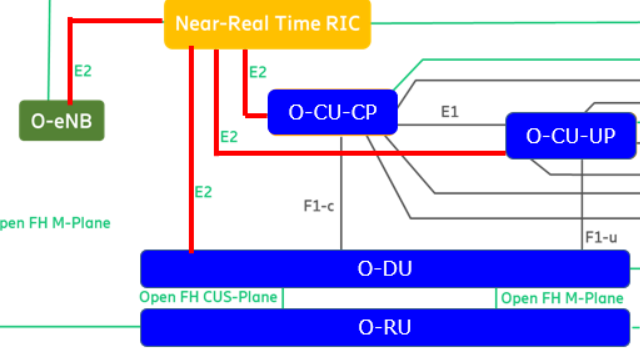 Near-Real Time RIC
E2
E2
O-eNB
O-CU-CP
E1
O-CU-UP
E2
E2
F1-c
pen FH M-Plane
F1-u
O-DU
Open FH CUS-Plane
Open FH M-Plane
O-RU